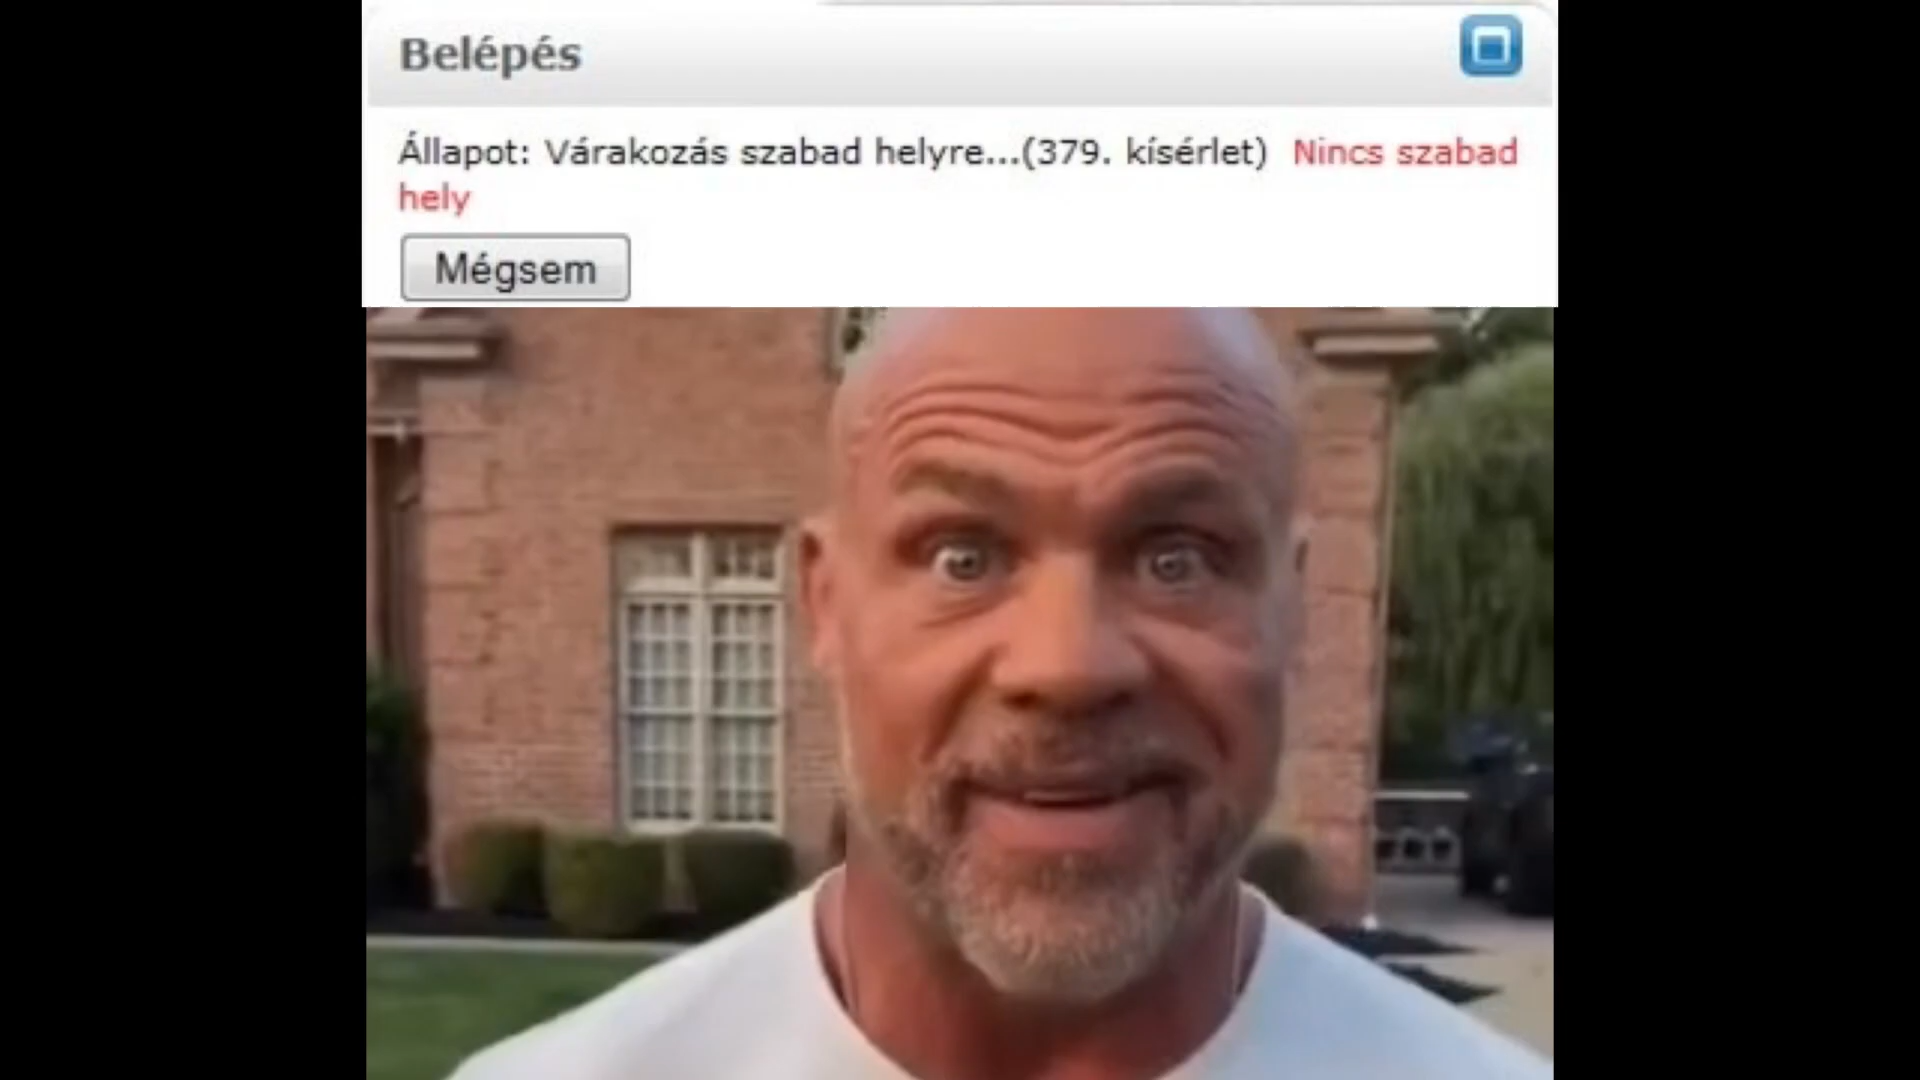 Belépés
Állapot: Várakozás szabad helyre...(379. kísérlet) Nincs szabad
hely
Mégsem